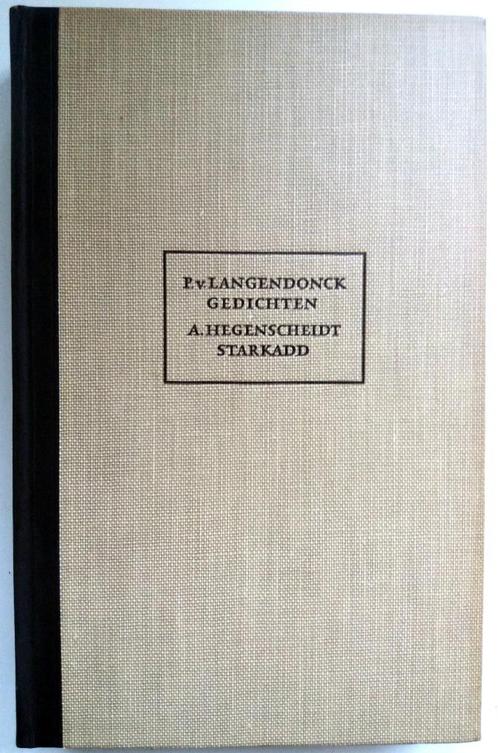 P.v.LANGENDONCK
GEDICHTEN
A.HEGENSCHEIDT
STARKADD